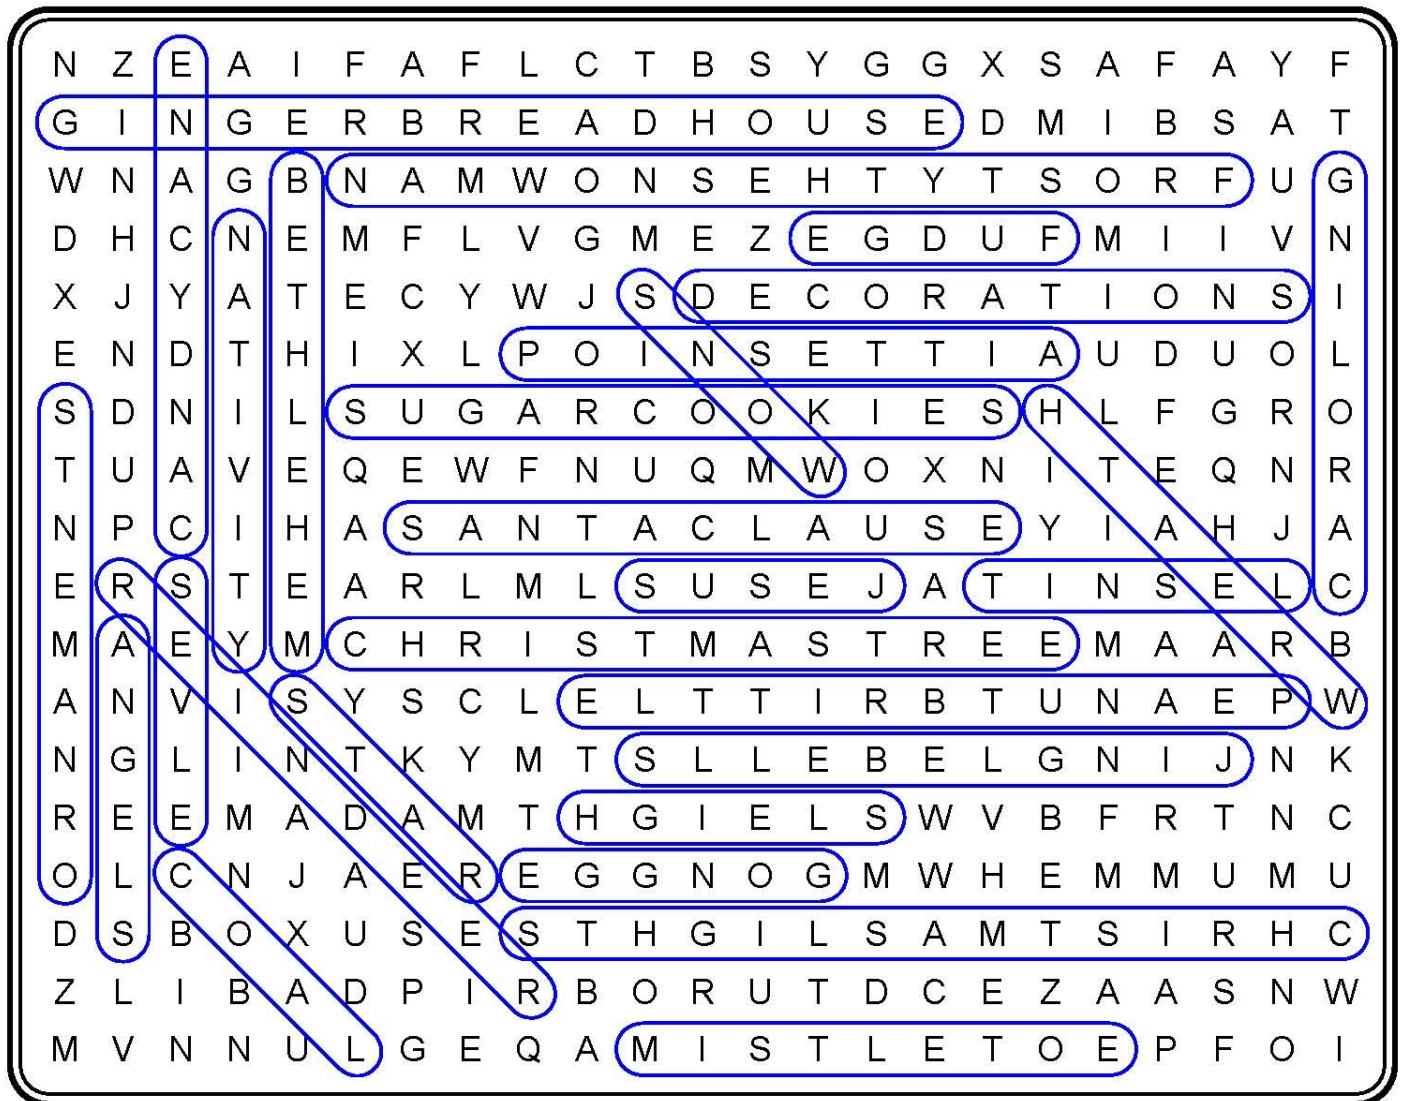 N Z E A I F A F L C T B S Y G G X S A F A Y F
G I N G E R B R E A D H O U S E D M I B S A T
W N A G B N A M W O N S E H T Y T S O R F U G
D H C N E M F L V G M E Z E G D U F M I I V N
X J Y A T E C Y W J S D E C O R A T I O N S I
E N D T H I X L P O I N S E T T I A U D U O L
S D N I L S U G A R C O O K I E S H L F G R O
T U A V E Q E W F N U Q M W O X N I T E Q N R
N P C I H A S A N T A C L A U S E Y I A H J A
E R S T E A R L M L S U S E J A T I N S E L C
M A E Y M C H R I S T M A S T R E E M A A R B
A N V I S Y S C L E L T T I R B T U N A E P W
N G L I N T K Y M T S L L E B E L G N I J N K
R E E M A D A M T H G I E L S W V B F R T N C
O L C N J A E R E G G N O G M W H E M M U M U
D S B O X U S E S T H G I L S A M T S I R H C
Z L I B A D P I R B O R U T D C E Z A A S N W
M V N N U L G E Q A M I S T L E T O E P F O I